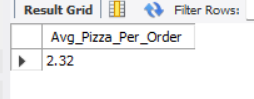 Result Grid Filter Rows:
Avg_Pizza_Per_Order
2.32